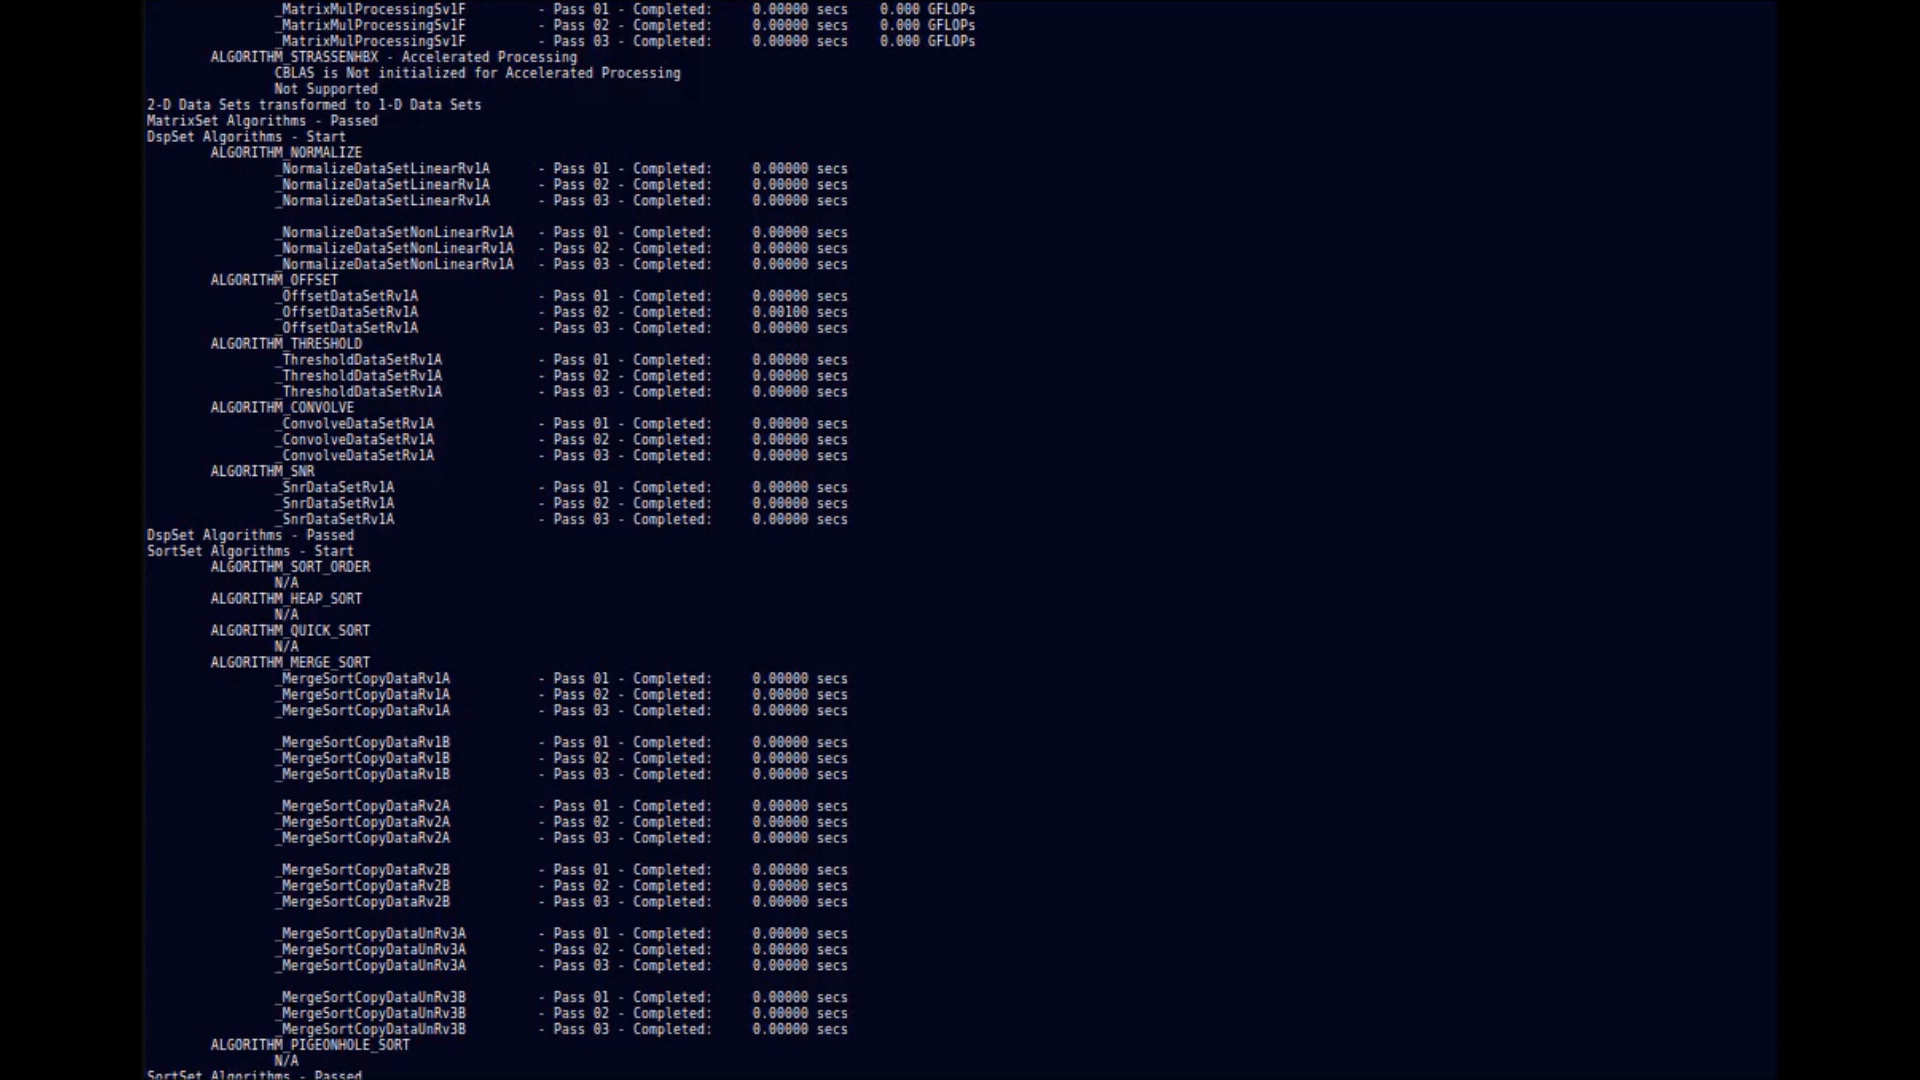 _MatrixMulProcessingSv1F - Pass 01 - Completed: 0.00000 secs 0.000 GFLOPs
_MatrixMulProcessingSv1F - Pass 02 - Completed: 0.00000 secs 0.000 GFLOPs
_MatrixMulProcessingSv1F - Pass 03 - Completed: 0.00000 secs 0.000 GFLOPs
ALGORITHM_STRASSENHBX - Accelerated Processing
CBLAS is Not initialized for Accelerated Processing
Not Supported
2-D Data Sets transformed to 1-D Data Sets
MatrixSet Algorithms - Passed
DspSet Algorithms - Start
ALGORITHM_NORMALIZE
_NormalizeDataSetLinearRv1A - Pass 01 - Completed: 0.00000 secs
_NormalizeDataSetLinearRv1A - Pass 02 - Completed: 0.00000 secs
_NormalizeDataSetLinearRv1A - Pass 03 - Completed: 0.00000 secs
_NormalizeDataSetNonLinearRv1A - Pass 01 - Completed: 0.00000 secs
_NormalizeDataSetNonLinearRv1A - Pass 02 - Completed: 0.00000 secs
_NormalizeDataSetNonLinearRv1A - Pass 03 - Completed: 0.00000 secs
ALGORITHM_OFFSET
_OffsetDataSetRv1A - Pass 01 - Completed: 0.00000 secs
_OffsetDataSetRv1A - Pass 02 - Completed: 0.00100 secs
_OffsetDataSetRv1A - Pass 03 - Completed: 0.00000 secs
ALGORITHM_THRESHOLD
_ThresholdDataSetRv1A - Pass 01 - Completed: 0.00000 secs
_ThresholdDataSetRv1A - Pass 02 - Completed: 0.00000 secs
_ThresholdDataSetRv1A - Pass 03 - Completed: 0.00000 secs
ALGORITHM_CONVOLVE
_ConvolveDataSetRv1A - Pass 01 - Completed: 0.00000 secs
_ConvolveDataSetRv1A - Pass 02 - Completed: 0.00000 secs
_ConvolveDataSetRv1A - Pass 03 - Completed: 0.00000 secs
ALGORITHM_SNR
_SnrDataSetRv1A - Pass 01 - Completed: 0.00000 secs
_SnrDataSetRv1A - Pass 02 - Completed: 0.00000 secs
_SnrDataSetRv1A - Pass 03 - Completed: 0.00000 secs
DspSet Algorithms - Passed
SortSet Algorithms - Start
ALGORITHM_SORT_ORDER
N/A
ALGORITHM_HEAP_SORT
N/A
ALGORITHM_QUICK_SORT
N/A
ALGORITHM_MERGE_SORT
_MergeSortCopyDataRv1A - Pass 01 - Completed: 0.00000 secs
_MergeSortCopyDataRv1A - Pass 02 - Completed: 0.00000 secs
_MergeSortCopyDataRv1A - Pass 03 - Completed: 0.00000 secs
_MergeSortCopyDataRv1B - Pass 01 - Completed: 0.00000 secs
_MergeSortCopyDataRv1B - Pass 02 - Completed: 0.00000 secs
_MergeSortCopyDataRv1B - Pass 03 - Completed: 0.00000 secs
_MergeSortCopyDataRv2A - Pass 01 - Completed: 0.00000 secs
_MergeSortCopyDataRv2A - Pass 02 - Completed: 0.00000 secs
_MergeSortCopyDataRv2A - Pass 03 - Completed: 0.00000 secs
_MergeSortCopyDataRv2B - Pass 01 - Completed: 0.00000 secs
_MergeSortCopyDataRv2B - Pass 02 - Completed: 0.00000 secs
_MergeSortCopyDataRv2B - Pass 03 - Completed: 0.00000 secs
_MergeSortCopyDataUnRv3A - Pass 01 - Completed: 0.00000 secs
_MergeSortCopyDataUnRv3A - Pass 02 - Completed: 0.00000 secs
_MergeSortCopyDataUnRv3A - Pass 03 - Completed: 0.00000 secs
_MergeSortCopyDataUnRv3B - Pass 01 - Completed: 0.00000 secs
_MergeSortCopyDataUnRv3B - Pass 02 - Completed: 0.00000 secs
_MergeSortCopyDataUnRv3B - Pass 03 - Completed: 0.00000 secs
ALGORITHM_PIGEONHOLE_SORT
N/A
SortSet Algorithms - Passed